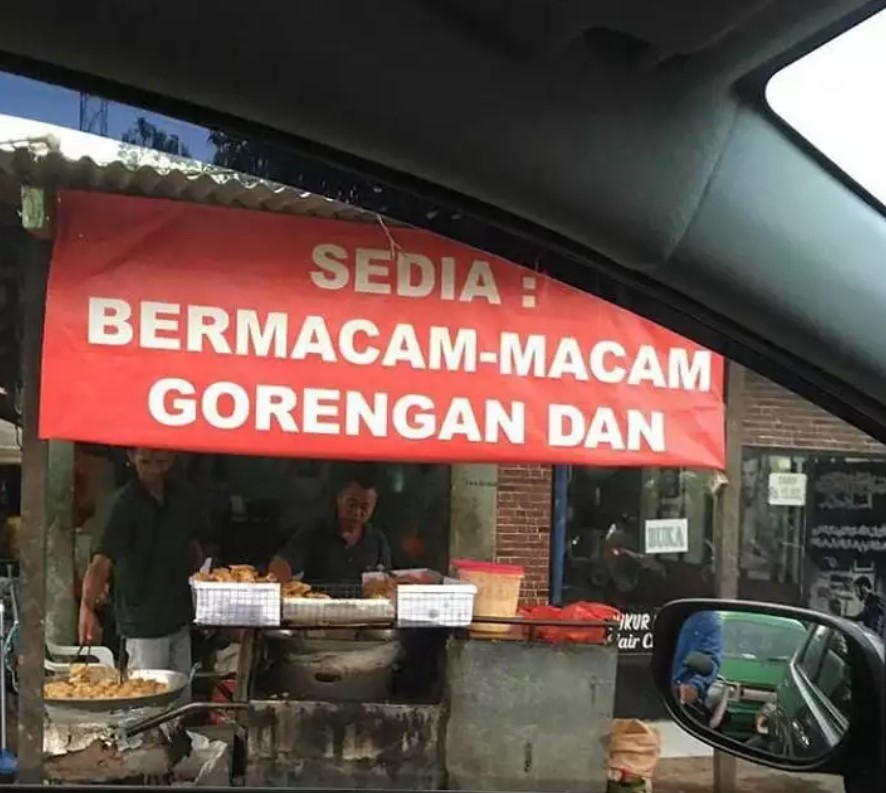 SEDIA :
BERMACAM-MACAM
GORENGAN DAN
BUKA